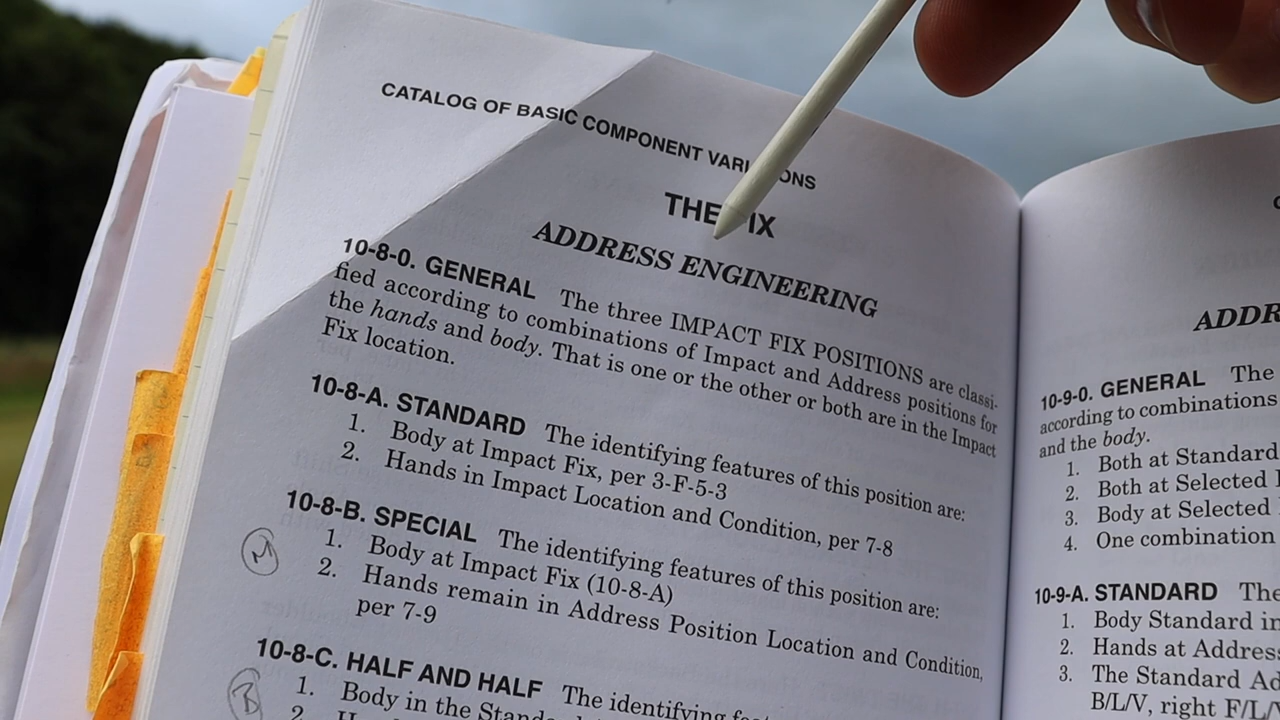 CATALOG OF BASIC COMPONENT VARI ONS
THE IX
ADDRESS ENGINEERING
10-8-0. GENERAL The three IMPACT FIX POSITIONS are classi-
fied according to combinations of Impact and Address positions for
the hands and body. That is one or the other or both are in the Impact
Fix location.
10-8-A. STANDARD The identifying features of this position are:
1. Body at Impact Fix, per 3-F-5-3
2. Hands in Impact Location and Condition, per 7-8
10-8-B. SPECIAL The identifying features of this position are:
M
1. Body at Impact Fix (10-8-A)
2. Hands remain in Address Position Location and Condition,
per 7-9
10-8-C. HALF AND HALF The identifying
B
1. Body in the
2.
ADDR
10-9-0. GENERAL The
according to combinations
and the body.
1. Both at Standard
2. Both at Selected
3. Body at Selected
4. One combination
10-9-A. STANDARD The
1. Body Standard in
2. Hands at Address
3. The Standard Ad
B/L/V, right F/L/V